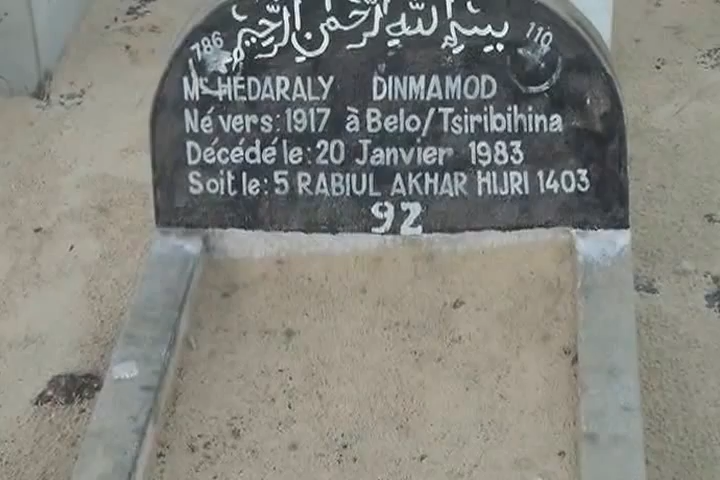 بسم الله الرحمن الرحيم
786 110
Mr HEDARALY DINMAMOD
Né vers: 1917 à Belo/Tsiribihina
Décédé le: 20 Janvier 1983
Soit le: 5 RABIUL AKHAR HIJRI 1403
92